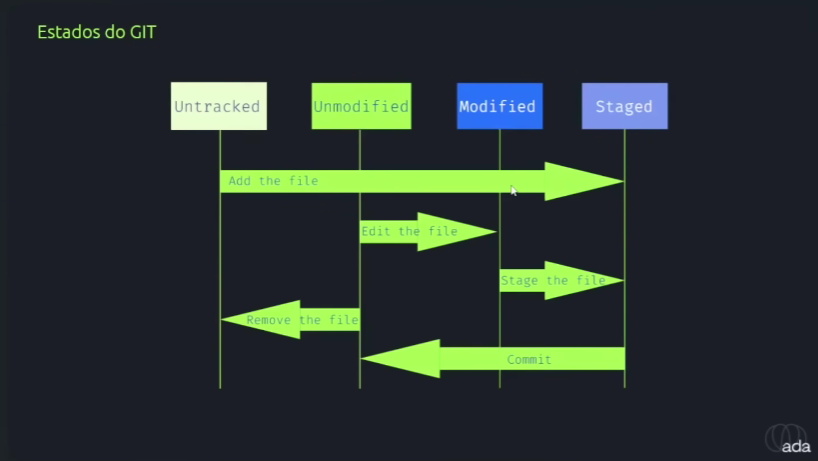 Estados do GIT
Untracked
Unmodified
Modified
Staged
Add the file
Edit the file
Stage the file
Remove the file
Commit
ada